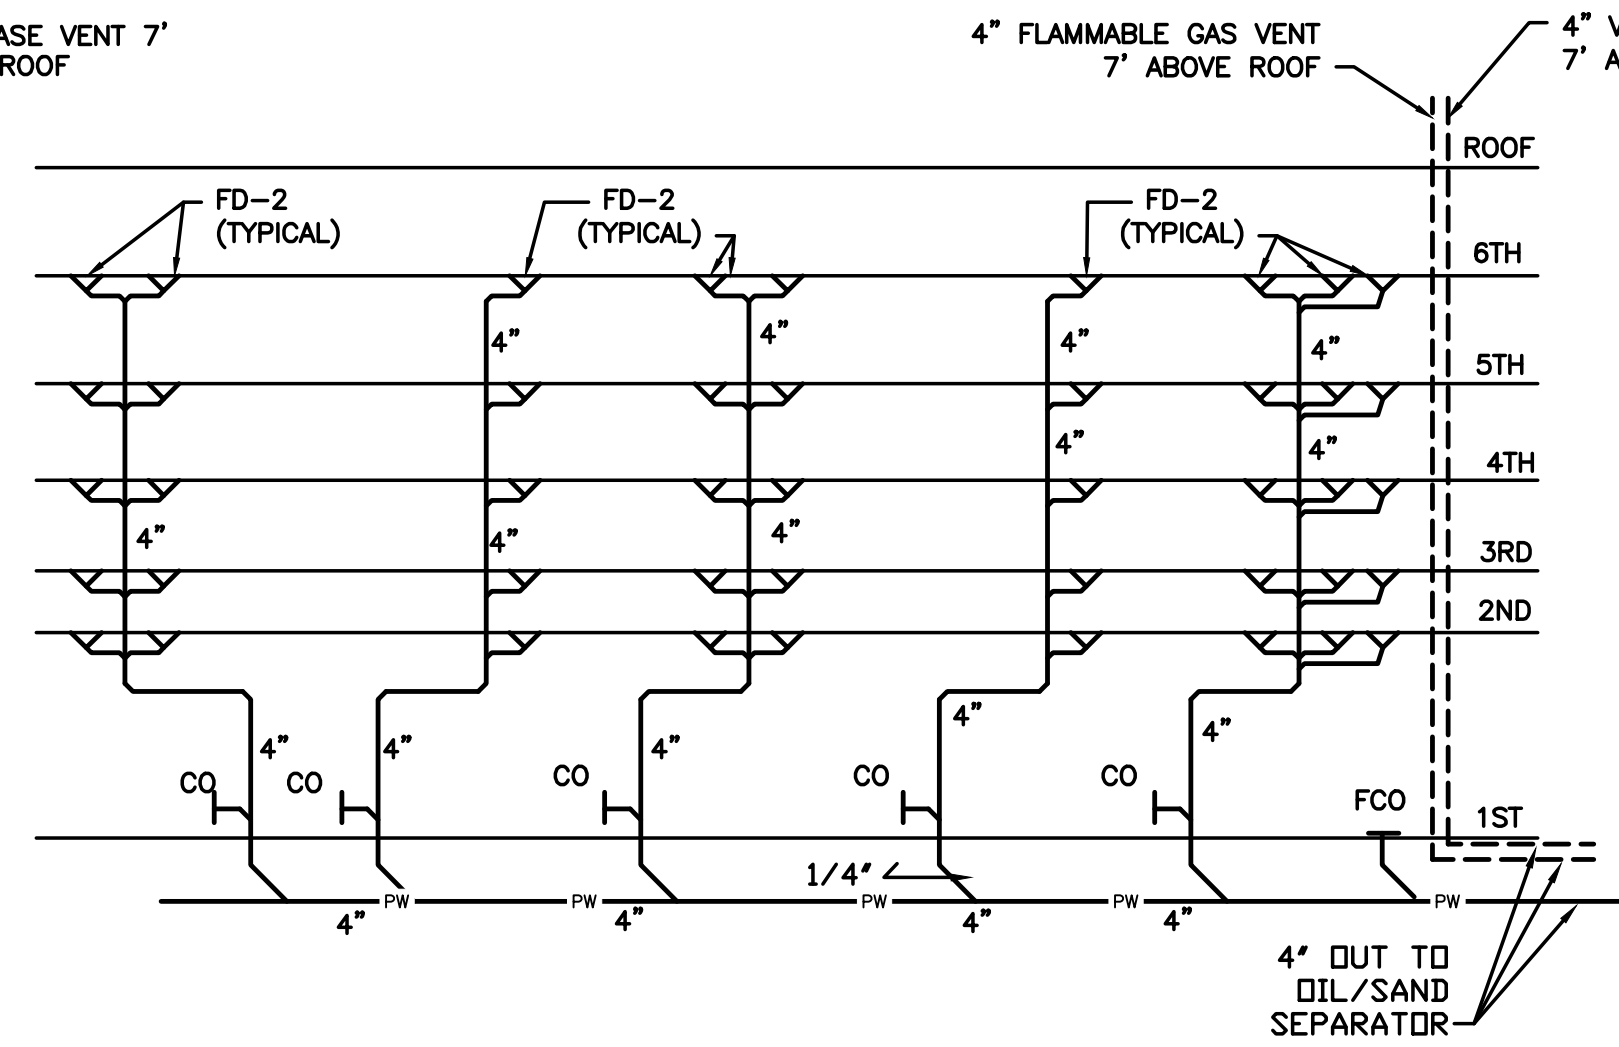 ASE VENT 7'
ROOF
4" FLAMMABLE GAS VENT
7' ABOVE ROOF
4" V
7' A
ROOF
FD-2
(TYPICAL)
FD-2
(TYPICAL)
FD-2
(TYPICAL)
6TH
4"
4"
4"
4"
5TH
4"
4"
4TH
4"
4"
4"
3RD
2ND
4"
4"
4"
4"
4"
CO
CO
CO
CO
CO
FCO
1ST
1/4"
PW
PW
PW
PW
PW
4"
4"
4"
4"
4" OUT TO
OIL/SAND
SEPARATOR